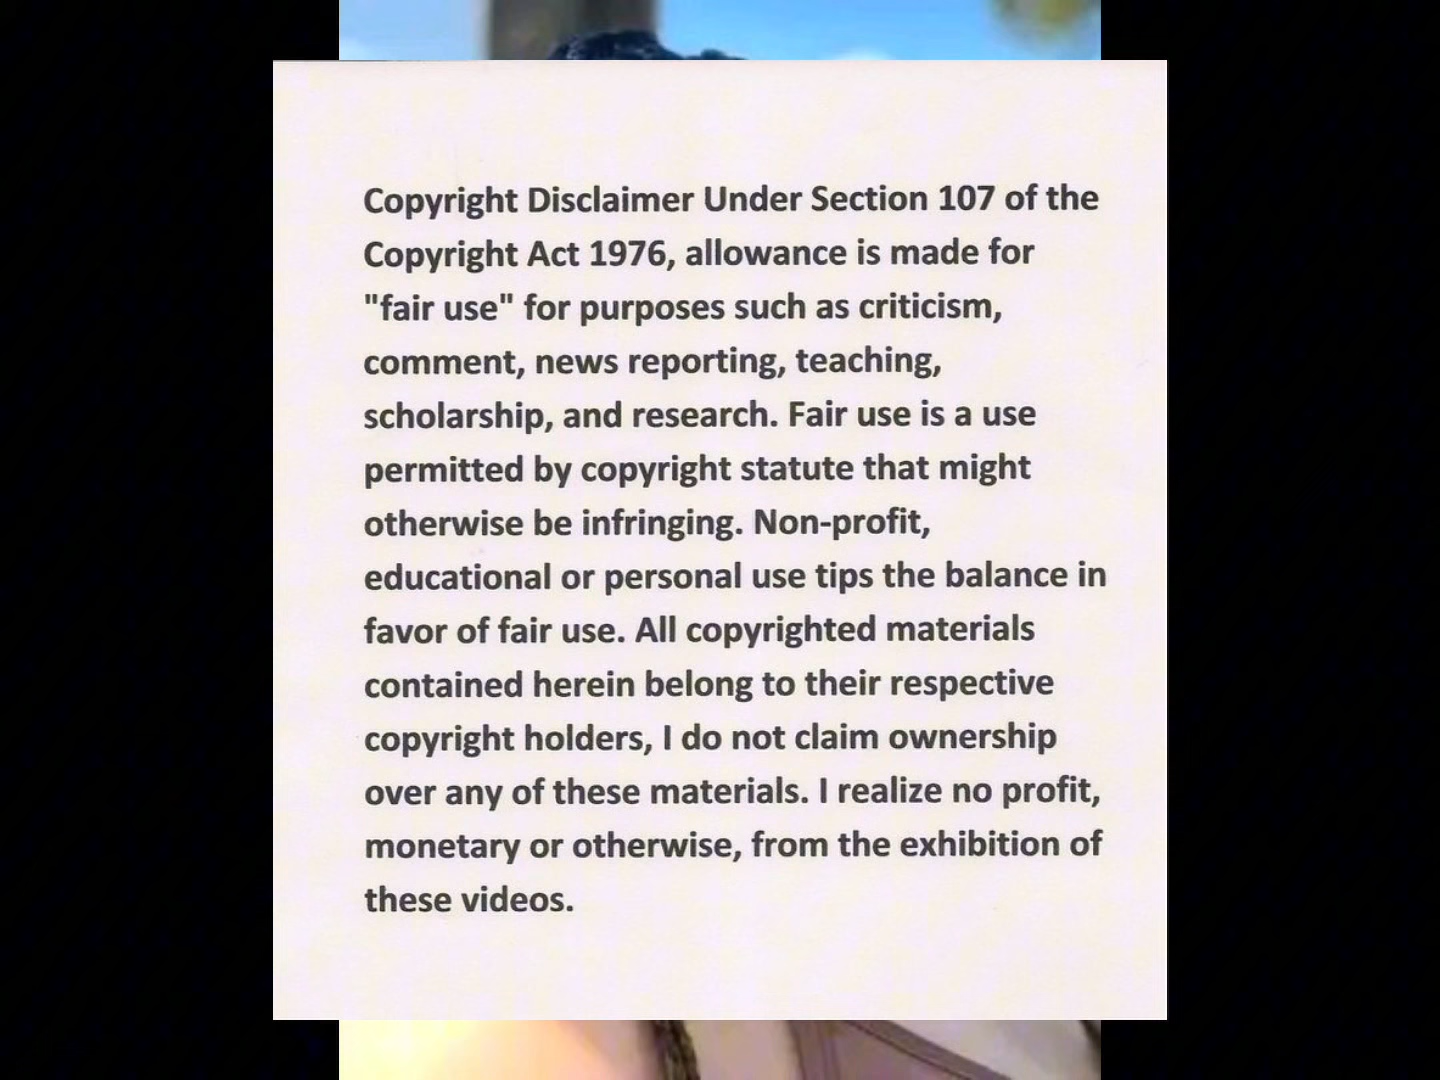 Copyright Disclaimer Under Section 107 of the
Copyright Act 1976, allowance is made for
"fair use" for purposes such as criticism,
comment, news reporting, teaching,
scholarship, and research. Fair use is a use
permitted by copyright statute that might
otherwise be infringing. Non-profit,
educational or personal use tips the balance in
favor of fair use. All copyrighted materials
contained herein belong to their respective
copyright holders, I do not claim ownership
over any of these materials. I realize no profit,
monetary or otherwise, from the exhibition of
these videos.